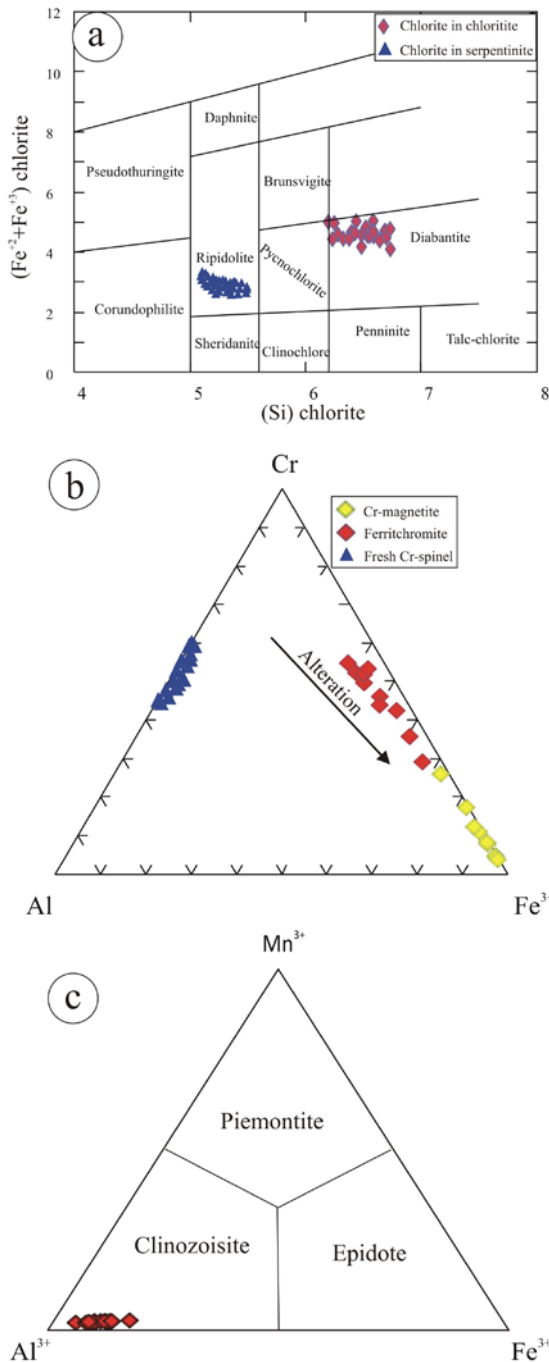 a
Chlorite in chloritite
Chlorite in serpentinite
12
10
8
6
4
2
0
(Fe+2+Fe+3) chlorite
Daphnite
Pseudothuringite
Brunsvigite
Ripidolite
Pycnochlorite
Diabantite
Corundophilite
Sheridanite
Clinochlore
Penninite
Talc-chlorite
4
5
6
7
8
(Si) chlorite
b
Cr
Cr-magnetite
Ferritchromite
Fresh Cr-spinel
Alteration
Al
Fe3+
c
Mn3+
Piemontite
Clinozoisite
Epidote
Al3+
Fe3+